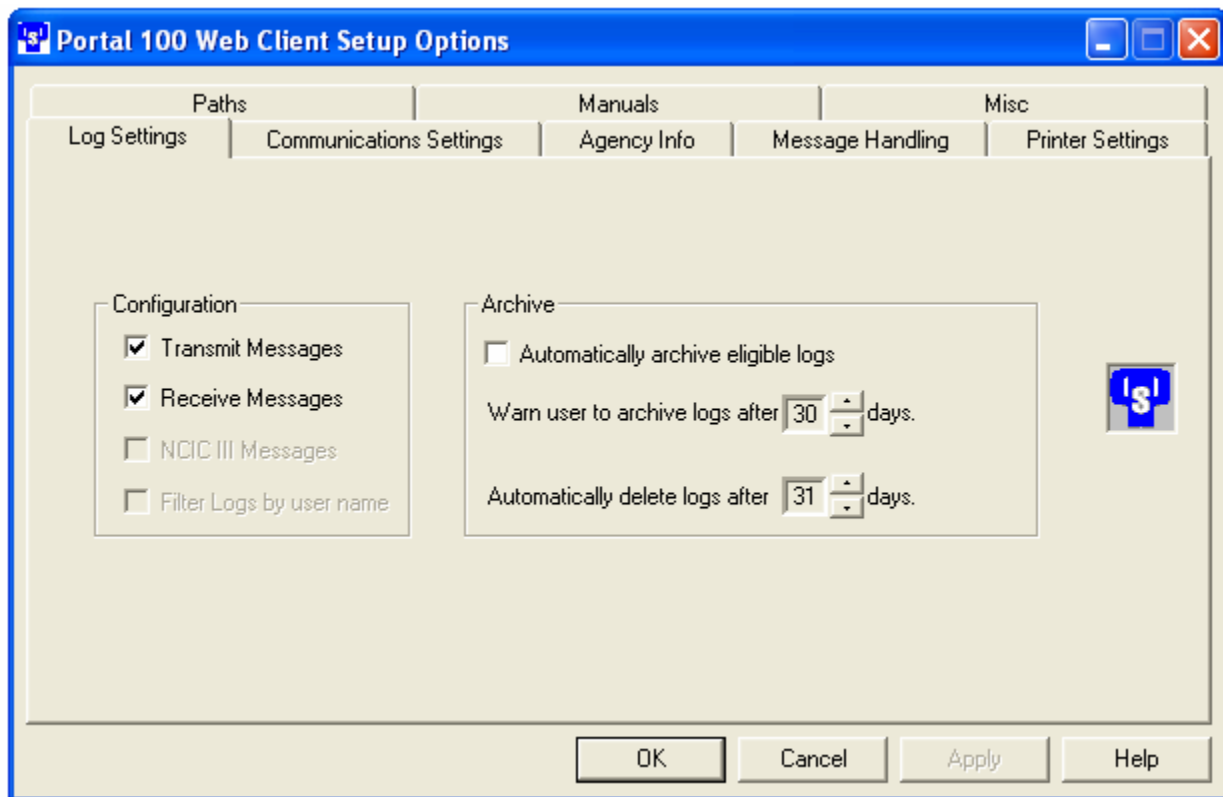 Portal 100 Web Client Setup Options
Paths Manuals Misc
Log Settings Communications Settings Agency Info Message Handling Printer Settings
Configuration
Transmit Messages
Receive Messages
NCIC III Messages
Filter Logs by user name
Archive
Automatically archive eligible logs
Warn user to archive logs after 30 days.
Automatically delete logs after 31 days.
OK Cancel Apply Help